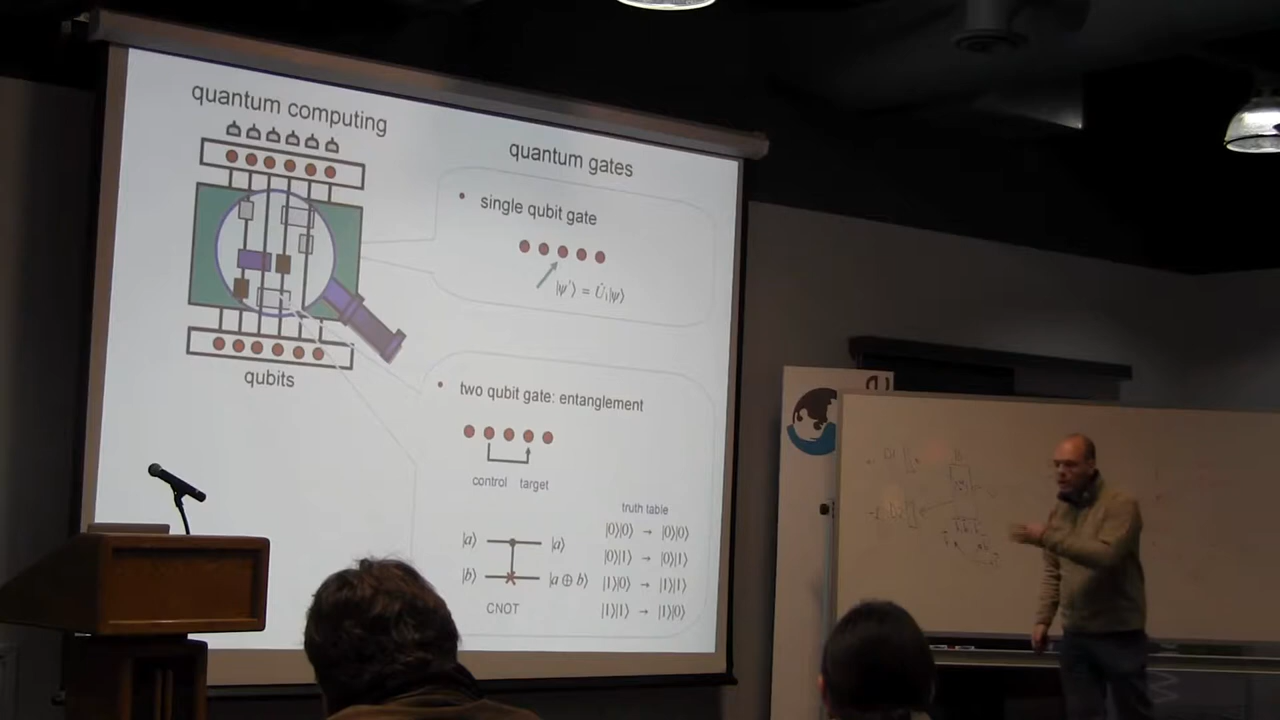 quantum computing
qubits
quantum gates
• single qubit gate
|ψ'⟩ = Û₁|ψ⟩
• two qubit gate: entanglement
control target
|a⟩ |a⟩
|b⟩ |a ⊕ b⟩
CNOT
truth table
|0⟩|0⟩ → |0⟩|0⟩
|0⟩|1⟩ → |0⟩|1⟩
|1⟩|0⟩ → |1⟩|1⟩
|1⟩|1⟩ → |1⟩|0⟩